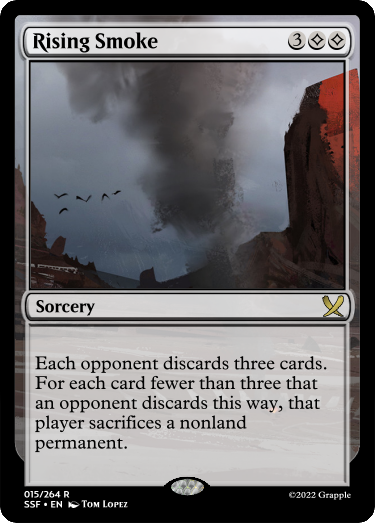 Rising Smoke 3
Sorcery
Each opponent discards three cards.
For each card fewer than three that
an opponent discards this way, that
player sacrifices a nonland
permanent.
015/264 R
SSF • EN Tom Lopez
©2022 Grapple